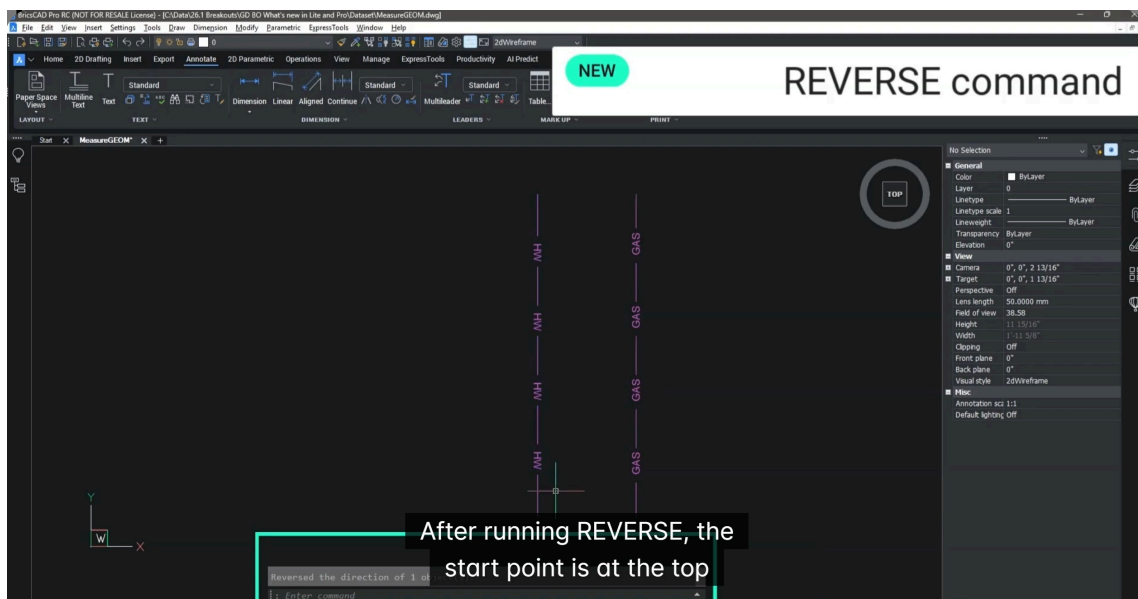 BricsCAD Pro RC (NOT FOR RESALE License) - [C:\Data\26.1 Breakouts\GD BO What's new in Lite and Pro\Dataset\MeasureGEOM.dwg]
File Edit View Insert Settings Tools Draw Dimension Modify Parametric ExpressTools Window Help
0 2dWireframe
Home 2D Drafting Insert Export Annotate 2D Parametric Operations View Manage ExpressTools Productivity AI Predict
NEW
REVERSE command
Standard Standard Standard
Paper Space Views
Multiline Text
Text
Dimension Linear Aligned Continue
Multileader
Table...
LAYOUT TEXT DIMENSION LEADERS MARK UP PRINT
Start MeasureGEOM*
No Selection
General
Color ByLayer
Layer 0
Linetype ByLayer
Linetype scale 1
Lineweight ByLayer
Transparency ByLayer
Elevation 0"
View
Camera 0", 0", 2 13/16"
Target 0", 0", 1 13/16"
Perspective Off
Lens length 50.0000 mm
Field of view 38.58
Height 11 15/16"
Width 1'-11 5/8"
Clipping Off
Front plane 0"
Back plane 0"
Visual style 2dWireframe
Misc
Annotation sca 1:1
Default lighting Off
TOP
HW GAS
HW GAS
HW GAS
HW GAS
Y
W
X
After running REVERSE, the
start point is at the top
Reversed the direction of 1 ob
: Enter command